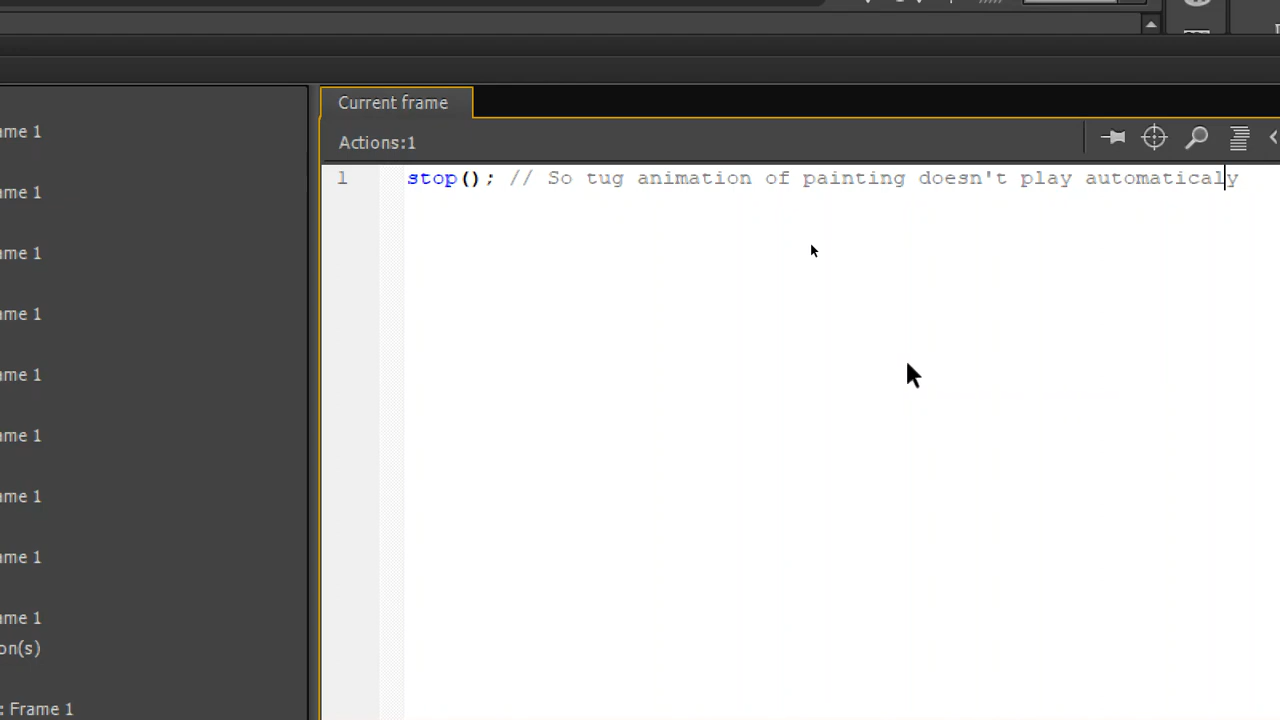 Current frame
Actions:1
ame 1
1 stop(); // So tug animation of painting doesn't play automaticaly
ame 1
ame 1
ame 1
ame 1
ame 1
ame 1
ame 1
ame 1
on(s)
: Frame 1